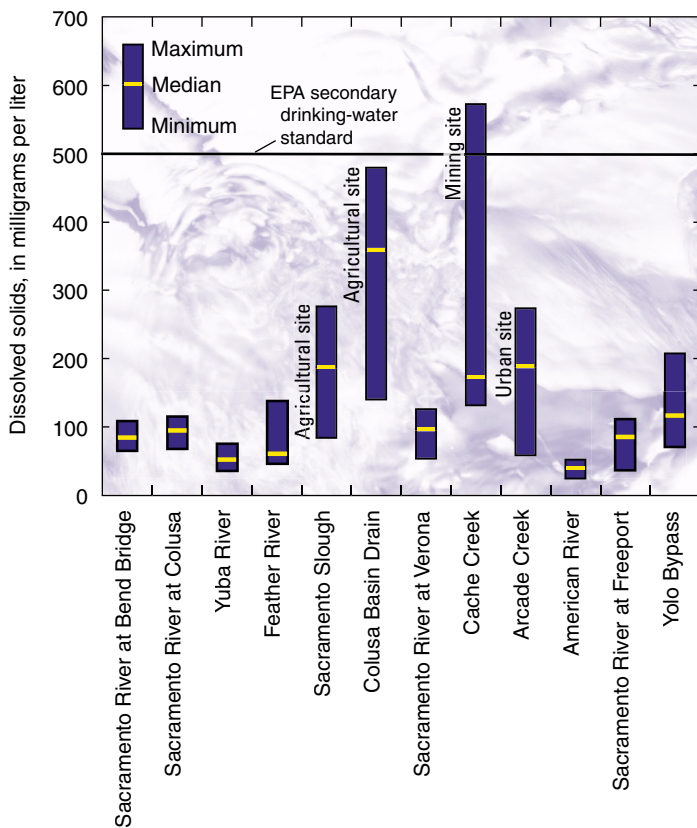 Dissolved solids, in milligrams per liter
700
600
500
400
300
200
100
0
Maximum
Median
Minimum
EPA secondary
drinking-water
standard
Agricultural site
Agricultural site
Mining site
Urban site
Sacramento River at Bend Bridge
Sacramento River at Colusa
Yuba River
Feather River
Sacramento Slough
Colusa Basin Drain
Sacramento River at Verona
Cache Creek
Arcade Creek
American River
Sacramento River at Freeport
Yolo Bypass